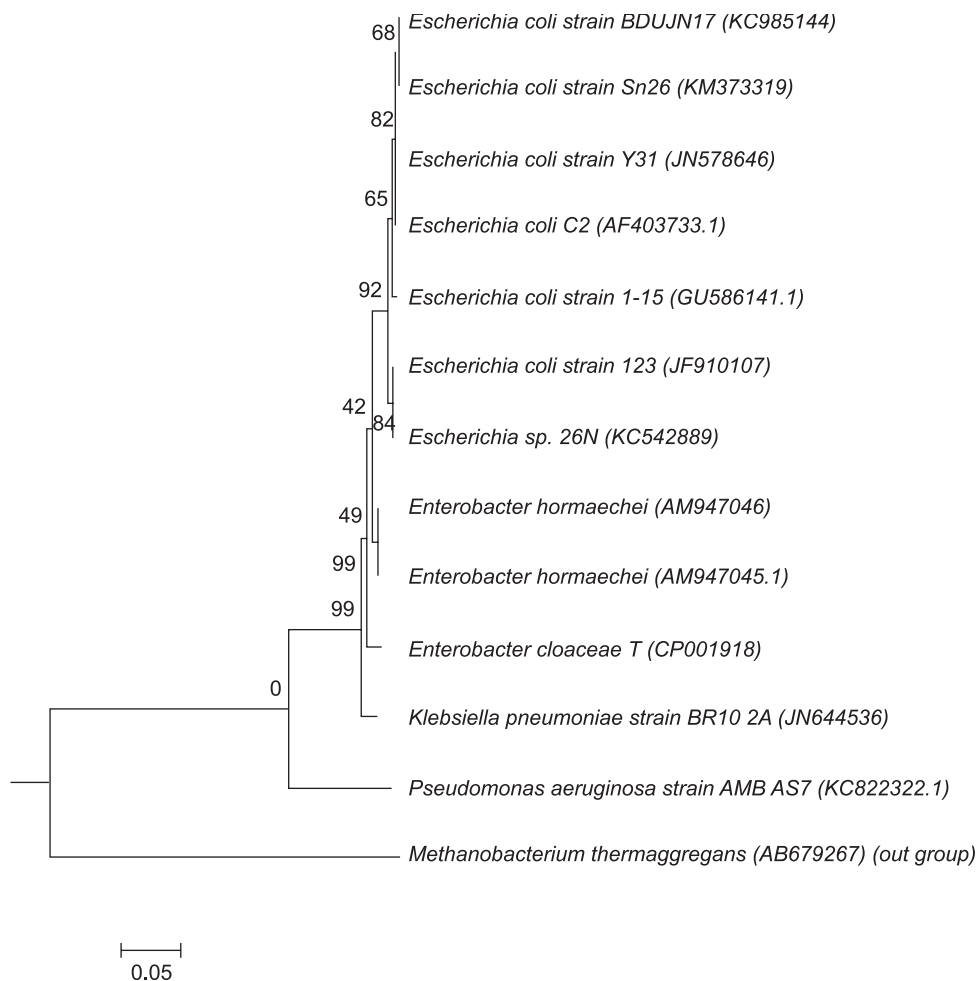 Escherichia coli strain BDUJN17 (KC985144)
68
Escherichia coli strain Sn26 (KM373319)
82
Escherichia coli strain Y31 (JN578646)
65
Escherichia coli C2 (AF403733.1)
92
Escherichia coli strain 1-15 (GU586141.1)
Escherichia coli strain 123 (JF910107)
42
84
Escherichia sp. 26N (KC542889)
Enterobacter hormaechei (AM947046)
49
99
Enterobacter hormaechei (AM947045.1)
99
Enterobacter cloaceae T (CP001918)
0
Klebsiella pneumoniae strain BR10 2A (JN644536)
Pseudomonas aeruginosa strain AMB AS7 (KC822322.1)
Methanobacterium thermaggregans (AB679267) (out group)
0.05